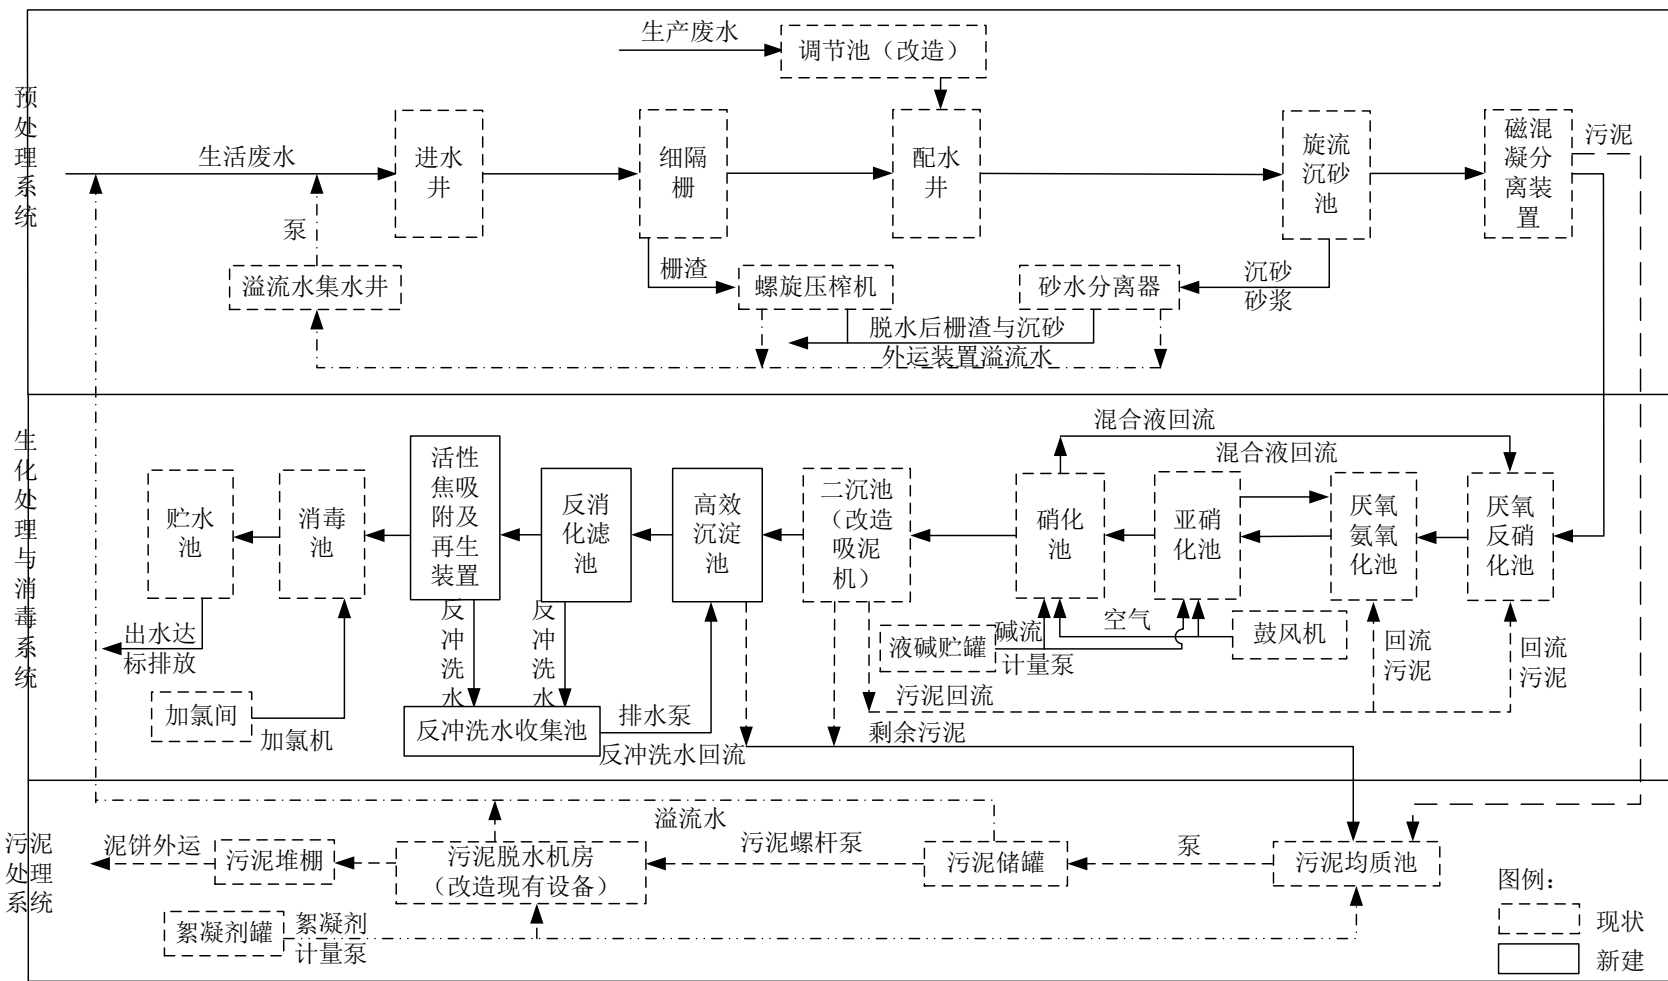 预
处
理
系
统
生产废水
调节池（改造）
生活废水
进水
井
细隔
栅
配水
井
旋流
沉砂
池
磁混
凝分
离装
置
污泥
泵
溢流水集水井
栅渣
螺旋压榨机
砂水分离器
沉砂
砂浆
脱水后栅渣与沉砂
外运装置溢流水
生
化
处
理
与
消
毒
系
统
混合液回流
混合液回流
贮水
池
消毒
池
活性
焦吸
附及
再生
装置
反消
化滤
池
高效
沉淀
池
二沉池
（改造
吸泥
机）
硝化
池
亚硝
化池
厌氧
氨氧
化池
厌氧
反硝
化池
出水达
标排放
反
冲
洗
水
反
冲
洗
水
液碱贮罐
碱流
计量泵
空气
鼓风机
回流
污泥
回流
污泥
加氯间
加氯机
反冲洗水收集池
排水泵
反冲洗水回流
污泥回流
剩余污泥
污泥
处理
系统
溢流水
泥饼外运
污泥堆棚
污泥脱水机房
（改造现有设备）
污泥螺杆泵
污泥储罐
泵
污泥均质池
絮凝剂罐
絮凝剂
计量泵
图例：
现状
新建